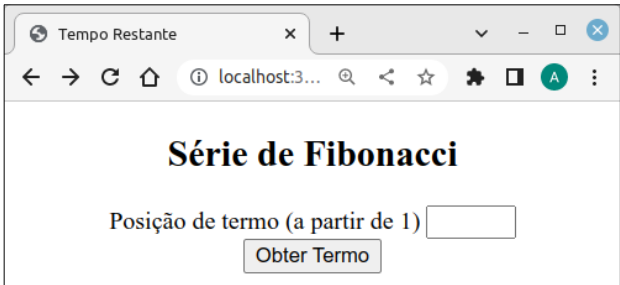 Tempo Restante
localhost:3...
A
Série de Fibonacci
Posição de termo (a partir de 1)
Obter Termo